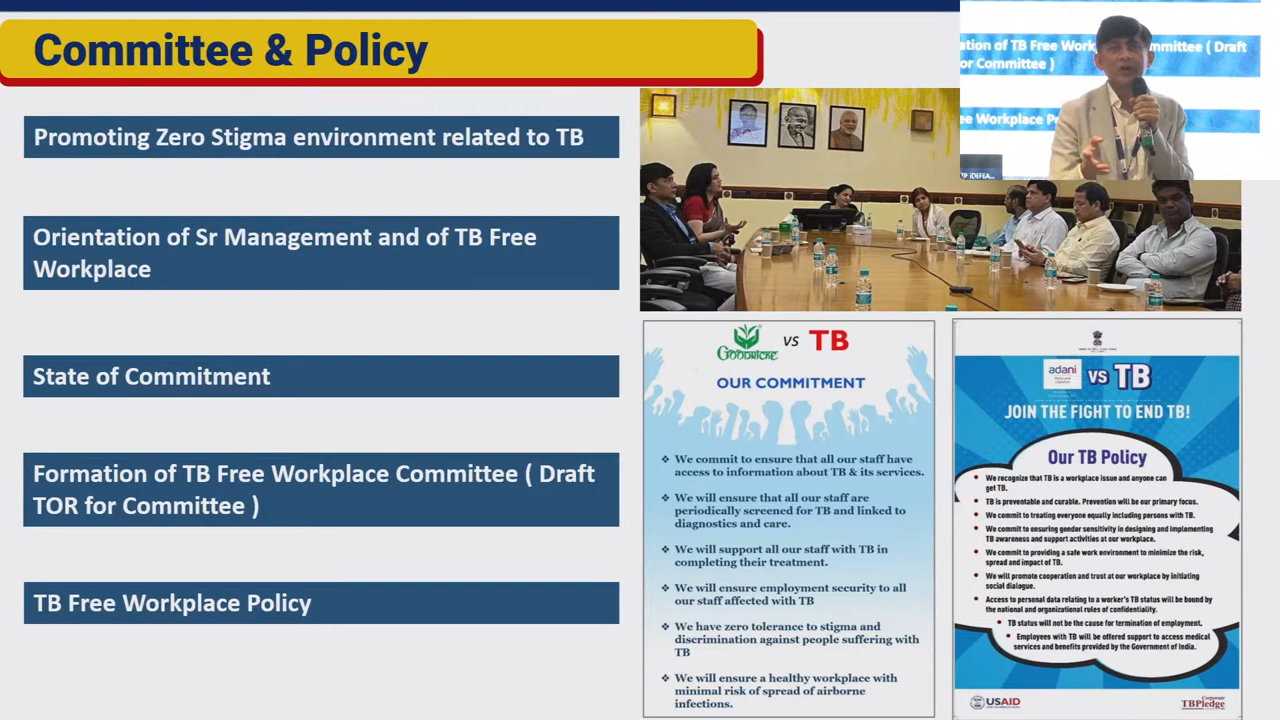 Committee & Policy
Promoting Zero Stigma environment related to TB
Orientation of Sr Management and of TB Free
Workplace
State of Commitment
Formation of TB Free Workplace Committee ( Draft
TOR for Committee )
TB Free Workplace Policy
ation of TB Free Work
mmittee ( Draft
or Committee )
ee Workplace Po
GOODRICKE vs TB
OUR COMMITMENT
❖ We commit to ensure that all our staff have
access to information about TB & its services.
❖ We will ensure that all our staff are
periodically screened for TB and linked to
diagnostics and care.
❖ We will support all our staff with TB in
completing their treatment.
❖ We will ensure employment security to all
our staff affected with TB
❖ We have zero tolerance to stigma and
discrimination against people suffering with
TB
❖ We will ensure a healthy workplace with
minimal risk of spread of airborne
infections.
adani vs TB
JOIN THE FIGHT TO END TB!
Our TB Policy
• We recognize that TB is a workplace issue and anyone can
get TB.
• TB is preventable and curable. Prevention will be our primary focus.
• We commit to treating everyone equally including persons with TB.
• We commit to ensuring gender sensitivity in designing and implementing
TB awareness and support activities at our workplace.
• We commit to providing a safe work environment to minimize the risk,
spread and impact of TB.
• We will promote cooperation and trust at our workplace by initiating
social dialogue.
• Access to personal data relating to a worker's TB status will be bound by
the national and organizational rules of confidentiality.
• TB status will not be the cause for termination of employment.
• Employees with TB will be offered support to access medical
services and benefits provided by the Government of India.
USAID
Corporate
TBPledge